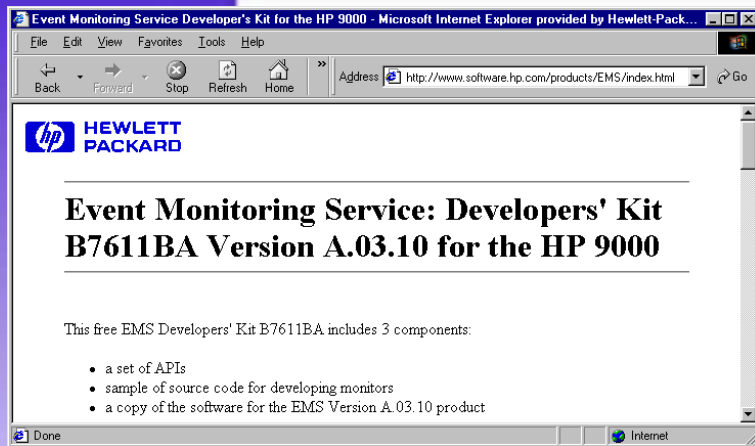 Event Monitoring Service Developer's Kit for the HP 9000 - Microsoft Internet Explorer provided by Hewlett-Pack...
File Edit View Favorites Tools Help
Back Forward Stop Refresh Home » Address http://www.software.hp.com/products/EMS/index.html Go
hp HEWLETT
PACKARD
Event Monitoring Service: Developers' Kit
B7611BA Version A.03.10 for the HP 9000
This free EMS Developers' Kit B7611BA includes 3 components:
• a set of APIs
• sample of source code for developing monitors
• a copy of the software for the EMS Version A.03.10 product
Done Internet